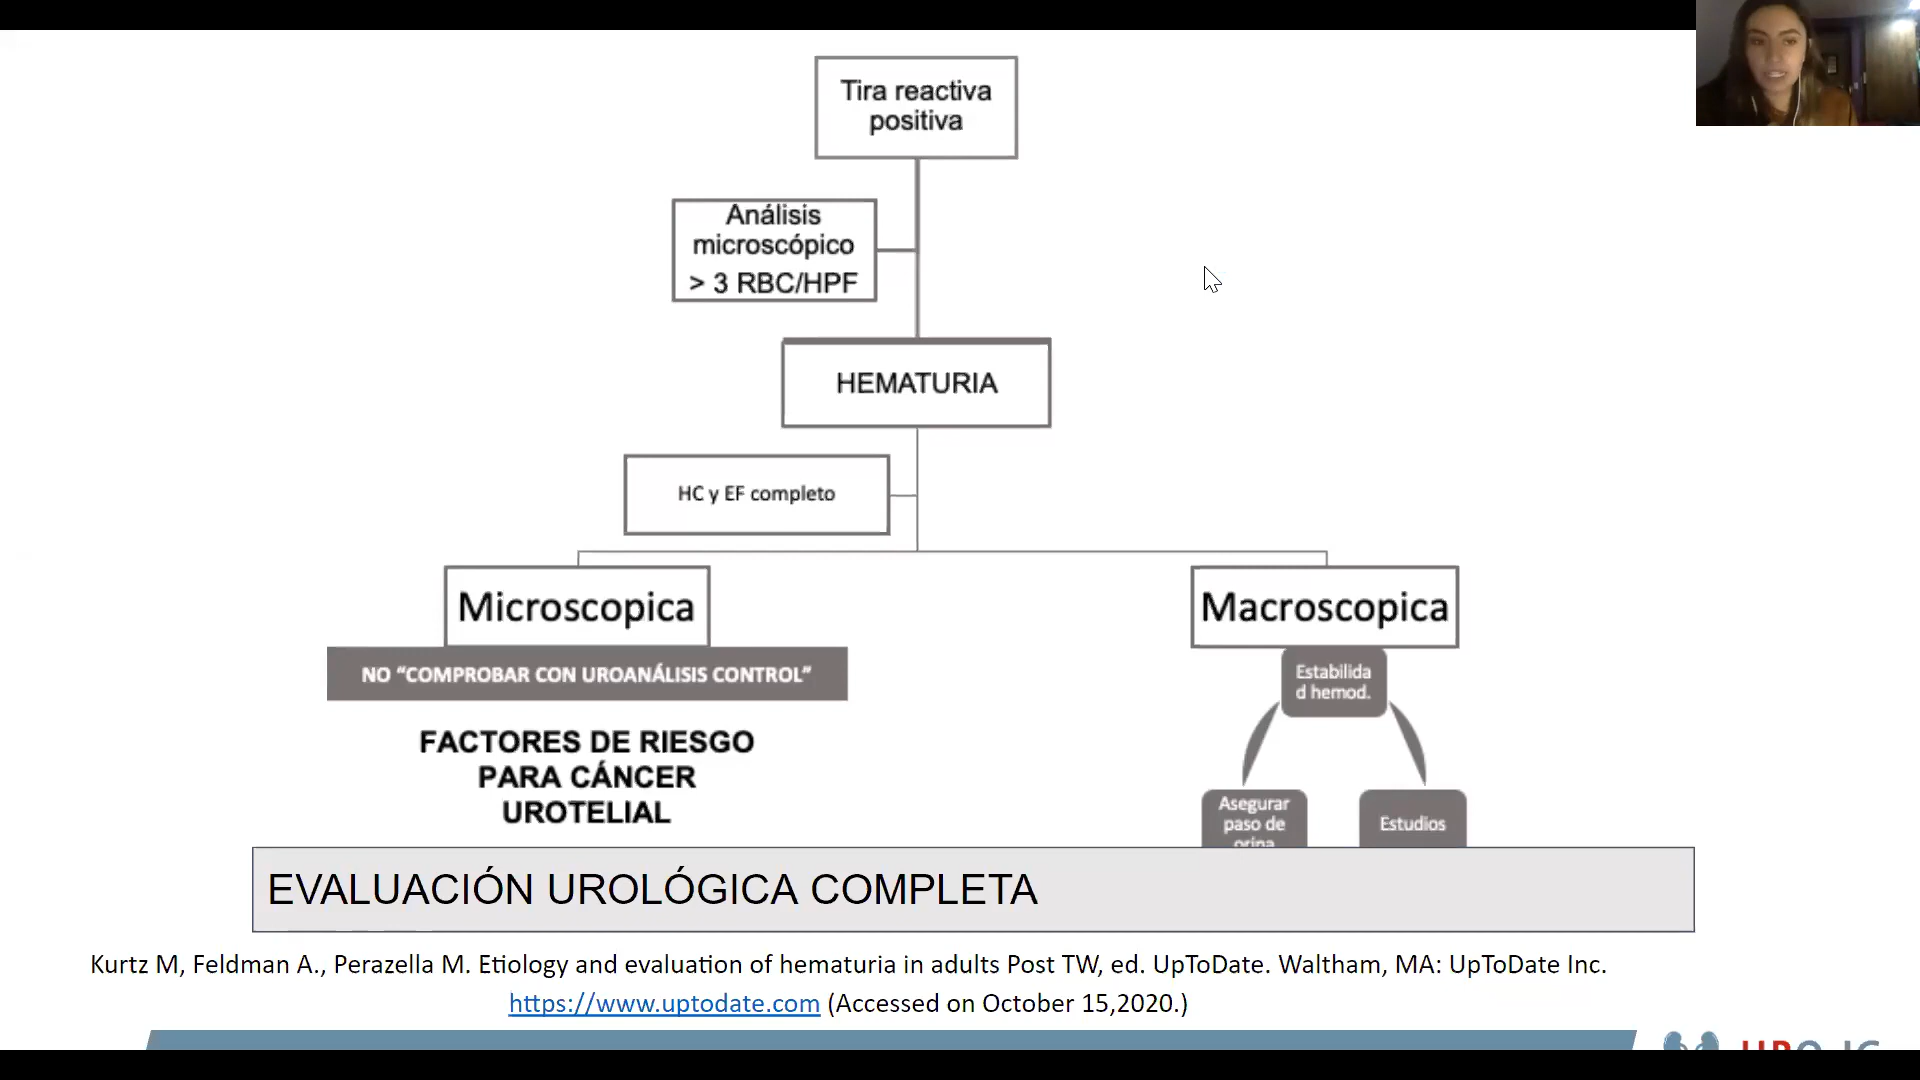 Tira reactiva
positiva
Análisis
microscópico
> 3 RBC/HPF
HEMATURIA
HC y EF completo
Microscopica
Macroscopica
NO “COMPROBAR CON UROANÁLISIS CONTROL”
Estabilida
d hemod.
FACTORES DE RIESGO
PARA CÁNCER
UROTELIAL
Asegurar
paso de
orina
Estudios
EVALUACIÓN UROLÓGICA COMPLETA
Kurtz M, Feldman A., Perazella M. Etiology and evaluation of hematuria in adults Post TW, ed. UpToDate. Waltham, MA: UpToDate Inc.
https://www.uptodate.com (Accessed on October 15,2020.)